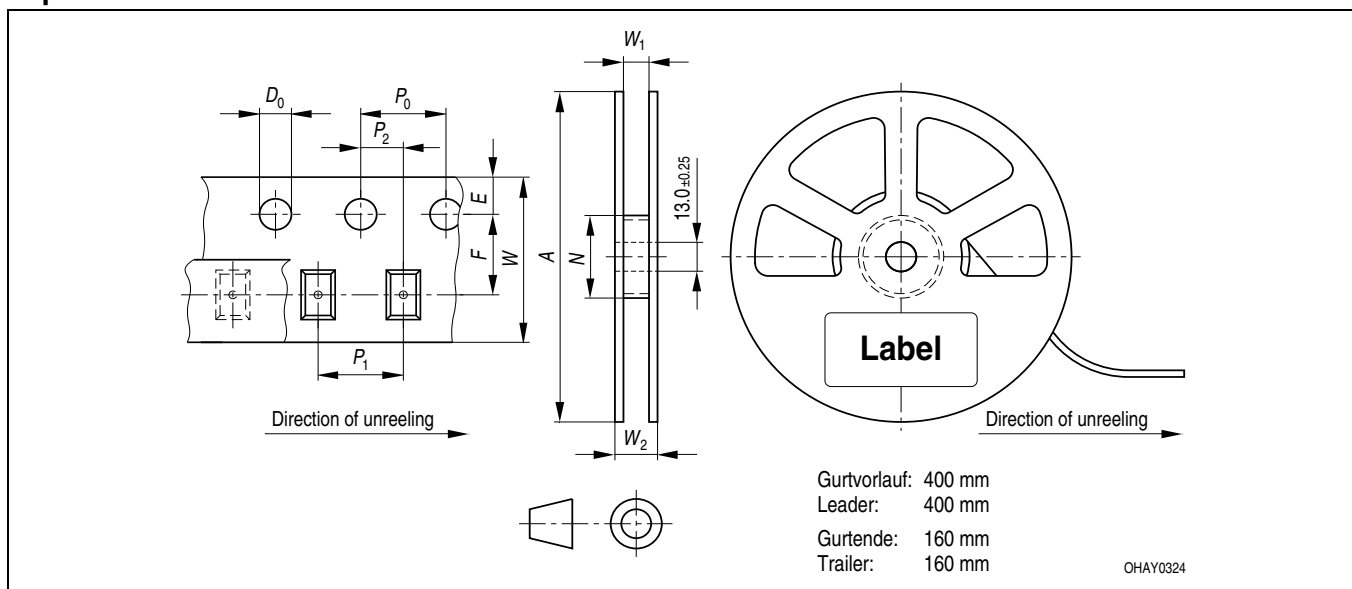 W₁
D₀
P₀
P₂
E
F
W
A
N
13.0 ±0.25
P₁
Label
Direction of unreeling
W₂
Direction of unreeling
Gurtvorlauf: 400 mm
Leader: 400 mm
Gurtende: 160 mm
Trailer: 160 mm
OHAY0324